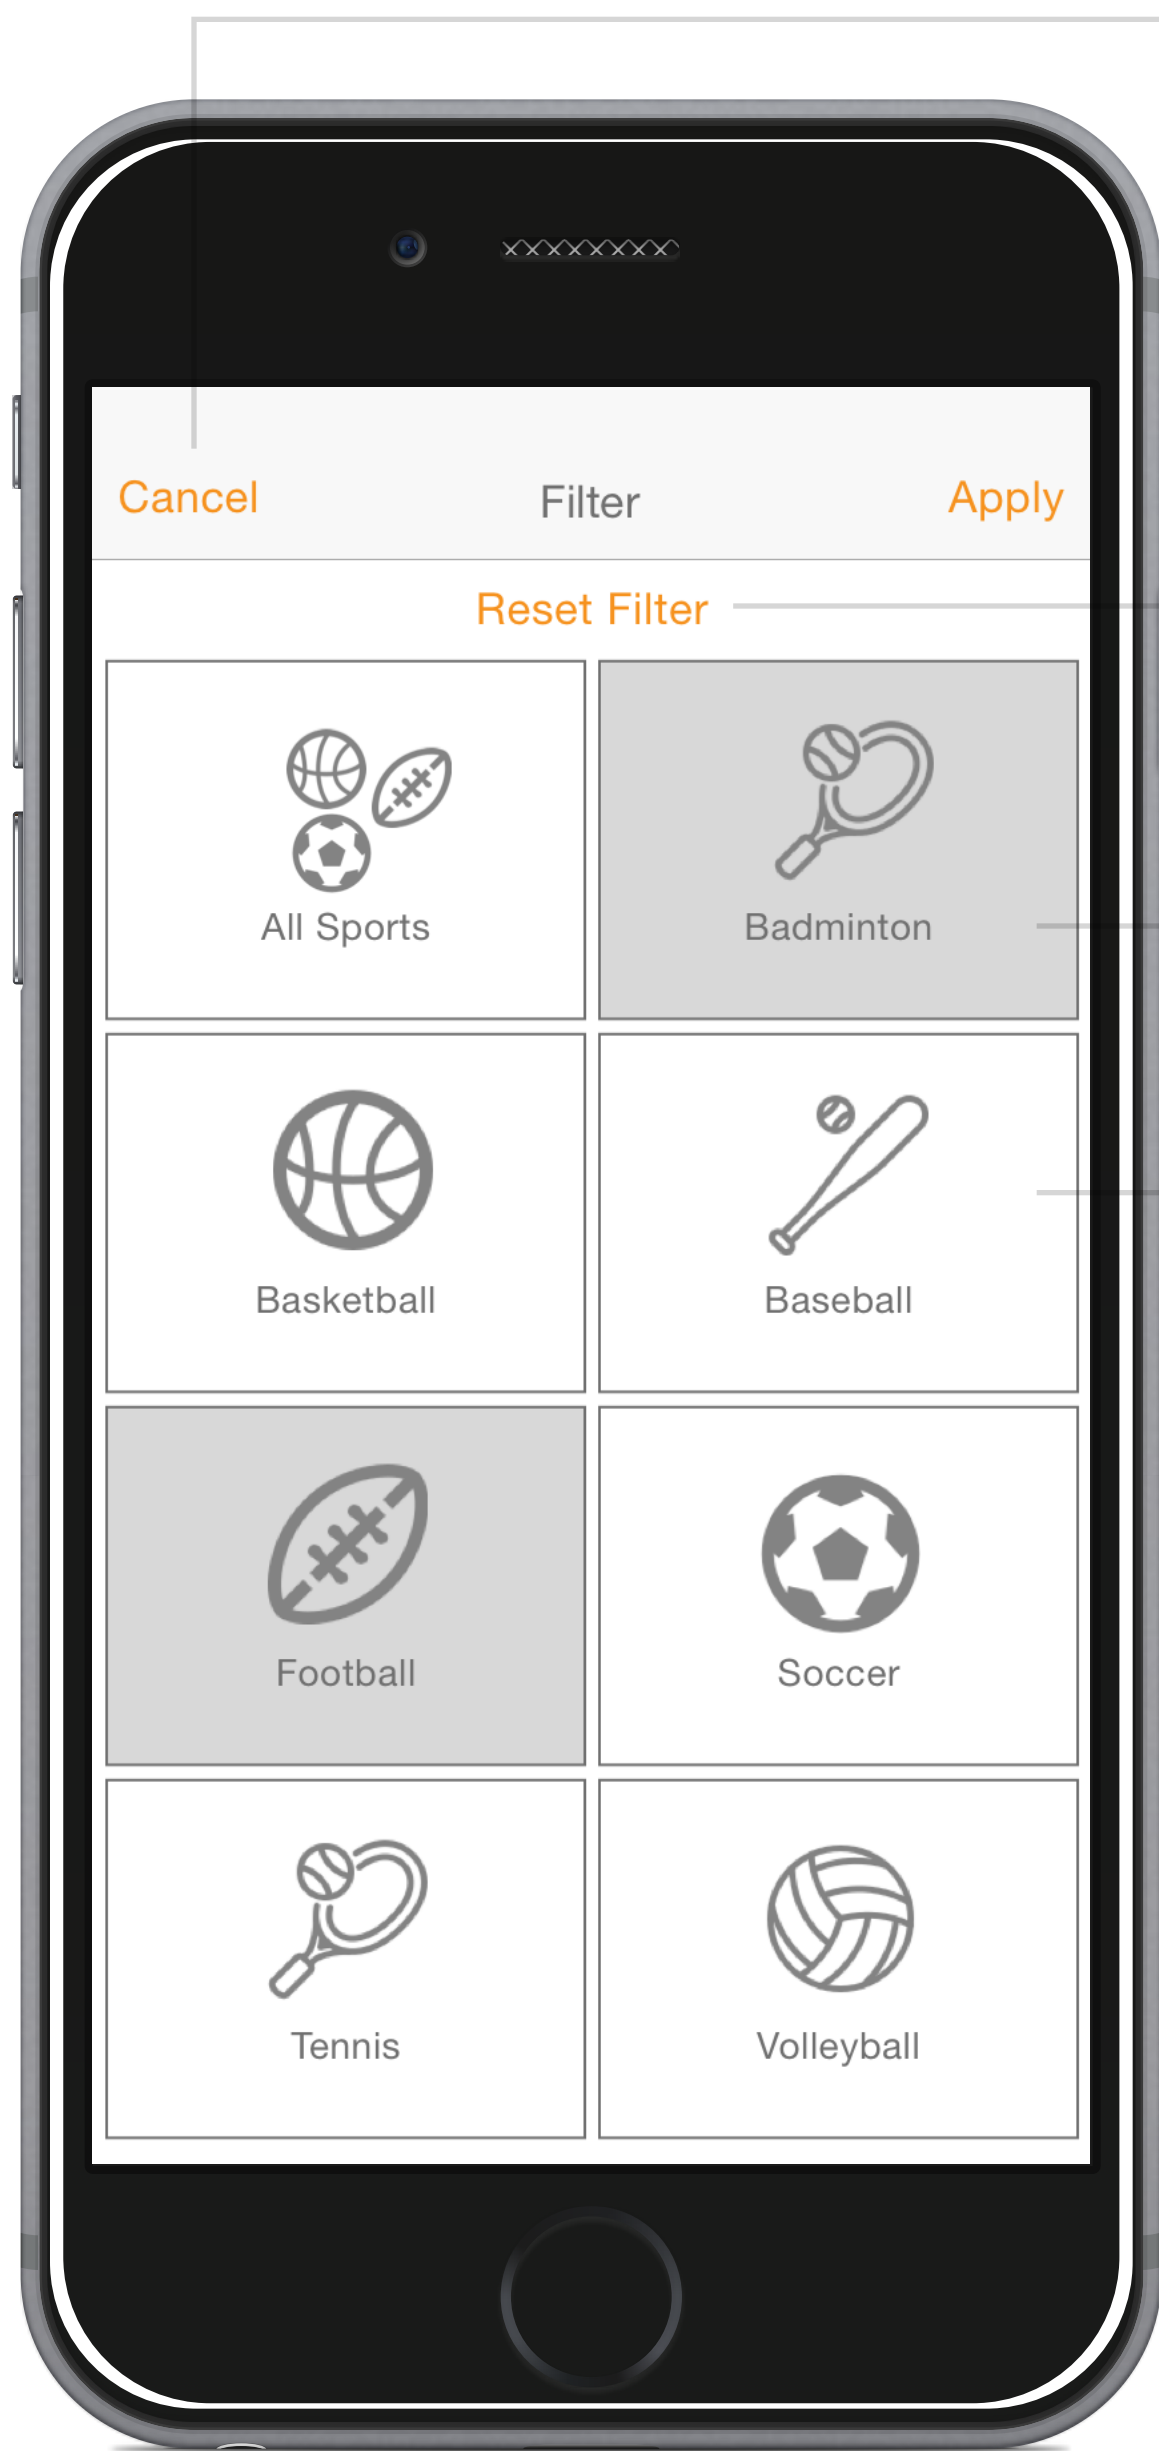 Cancel
Filter
Apply
Reset Filter
All Sports
Badminton
Basketball
Baseball
Football
Soccer
Tennis
Volleyball